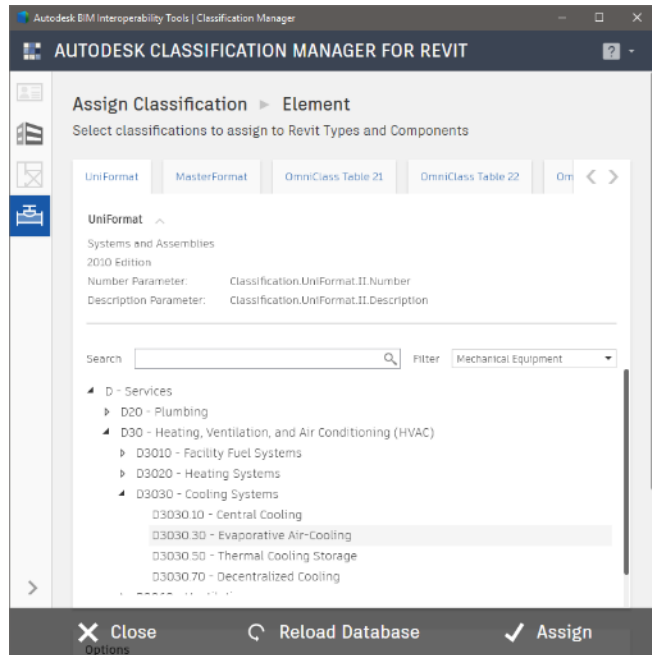 Autodesk BIM Interoperability Tools | Classification Manager
AUTODESK CLASSIFICATION MANAGER FOR REVIT
?
Assign Classification Element
Select classifications to assign to Revit Types and Components
UniFormat MasterFormat OmniClass Table 21 OmniClass Table 22 Om
UniFormat
Systems and Assemblies
2010 Edition
Number Parameter: Classification.UniFormat.II.Number
Description Parameter: Classification.UniFormat.II.Description
Search Filter Mechanical Equipment
D - Services
D20 - Plumbing
D30 - Heating, Ventilation, and Air Conditioning (HVAC)
D3010 - Facility Fuel Systems
D3020 - Heating Systems
D3030 - Cooling Systems
D3030.10 - Central Cooling
D3030.30 - Evaporative Air-Cooling
D3030.50 - Thermal Cooling Storage
D3030.70 - Decentralized Cooling
Close Reload Database Assign
Options